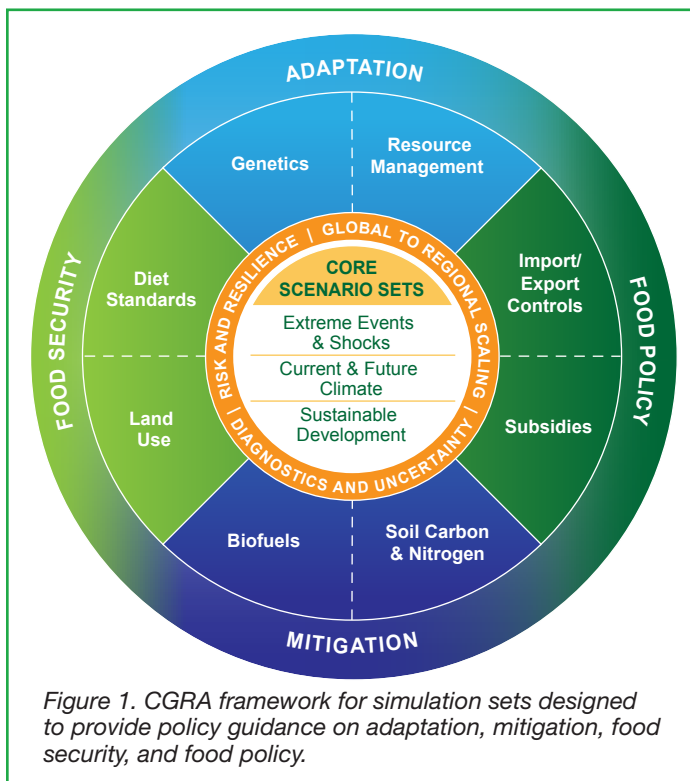 ADAPTATION
Genetics
Resource
Management
FOOD SECURITY
Diet
Standards
Land
Use
RISK AND RESILIENCE | GLOBAL TO REGIONAL SCALING | DIAGNOSTICS AND UNCERTAINTY |
CORE
SCENARIO SETS
Extreme Events
& Shocks
Current & Future
Climate
Sustainable
Development
Import/
Export
Controls
Subsidies
FOOD POLICY
Biofuels
Soil Carbon
& Nitrogen
MITIGATION
Figure 1. CGRA framework for simulation sets designed
to provide policy guidance on adaptation, mitigation, food
security, and food policy.